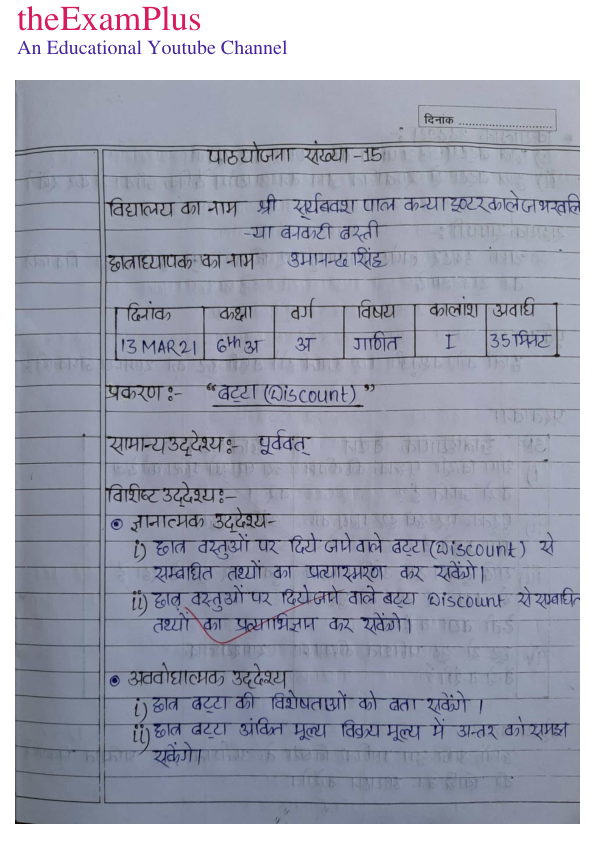 theExamPlus
An Educational Youtube Channel
दिनांक ........................
पाठयोजना संख्या -15
विद्यालय का नाम श्री सूर्यबक्श पाल कन्या इण्टरकालेज
-या बनकटी बस्ती
छात्राध्यापक का नाम उमानन्द सिंह
दिनांक कक्षा वर्ग विषय कालांश अवधि
13 MAR 21 6th अ अ गणित I 35 मिनट
प्रकरण :- "बट्टा (Discount)"
सामान्य उद्देश्य :- पूर्ववत्
विशिष्ट उद्देश्य :-
ज्ञानात्मक उद्देश्य-
i) छात्र वस्तुओं पर दिये जाने वाले बट्टा (Discount) से
सम्बन्धित तथ्यों का प्रत्यास्मरण कर सकेंगे।
ii) छात्र वस्तुओं पर दिये जाने वाले बट्टा Discount से सम्बन्धित
तथ्यों का प्रत्याभिज्ञान कर सकेंगे।
अवबोधात्मक उद्देश्य
i) छात्र बट्टा की विशेषताओं को बता सकेंगे ।
ii) छात्र बट्टा अंकित मूल्य विक्रय मूल्य में अन्तर को समझ
सकेंगे।